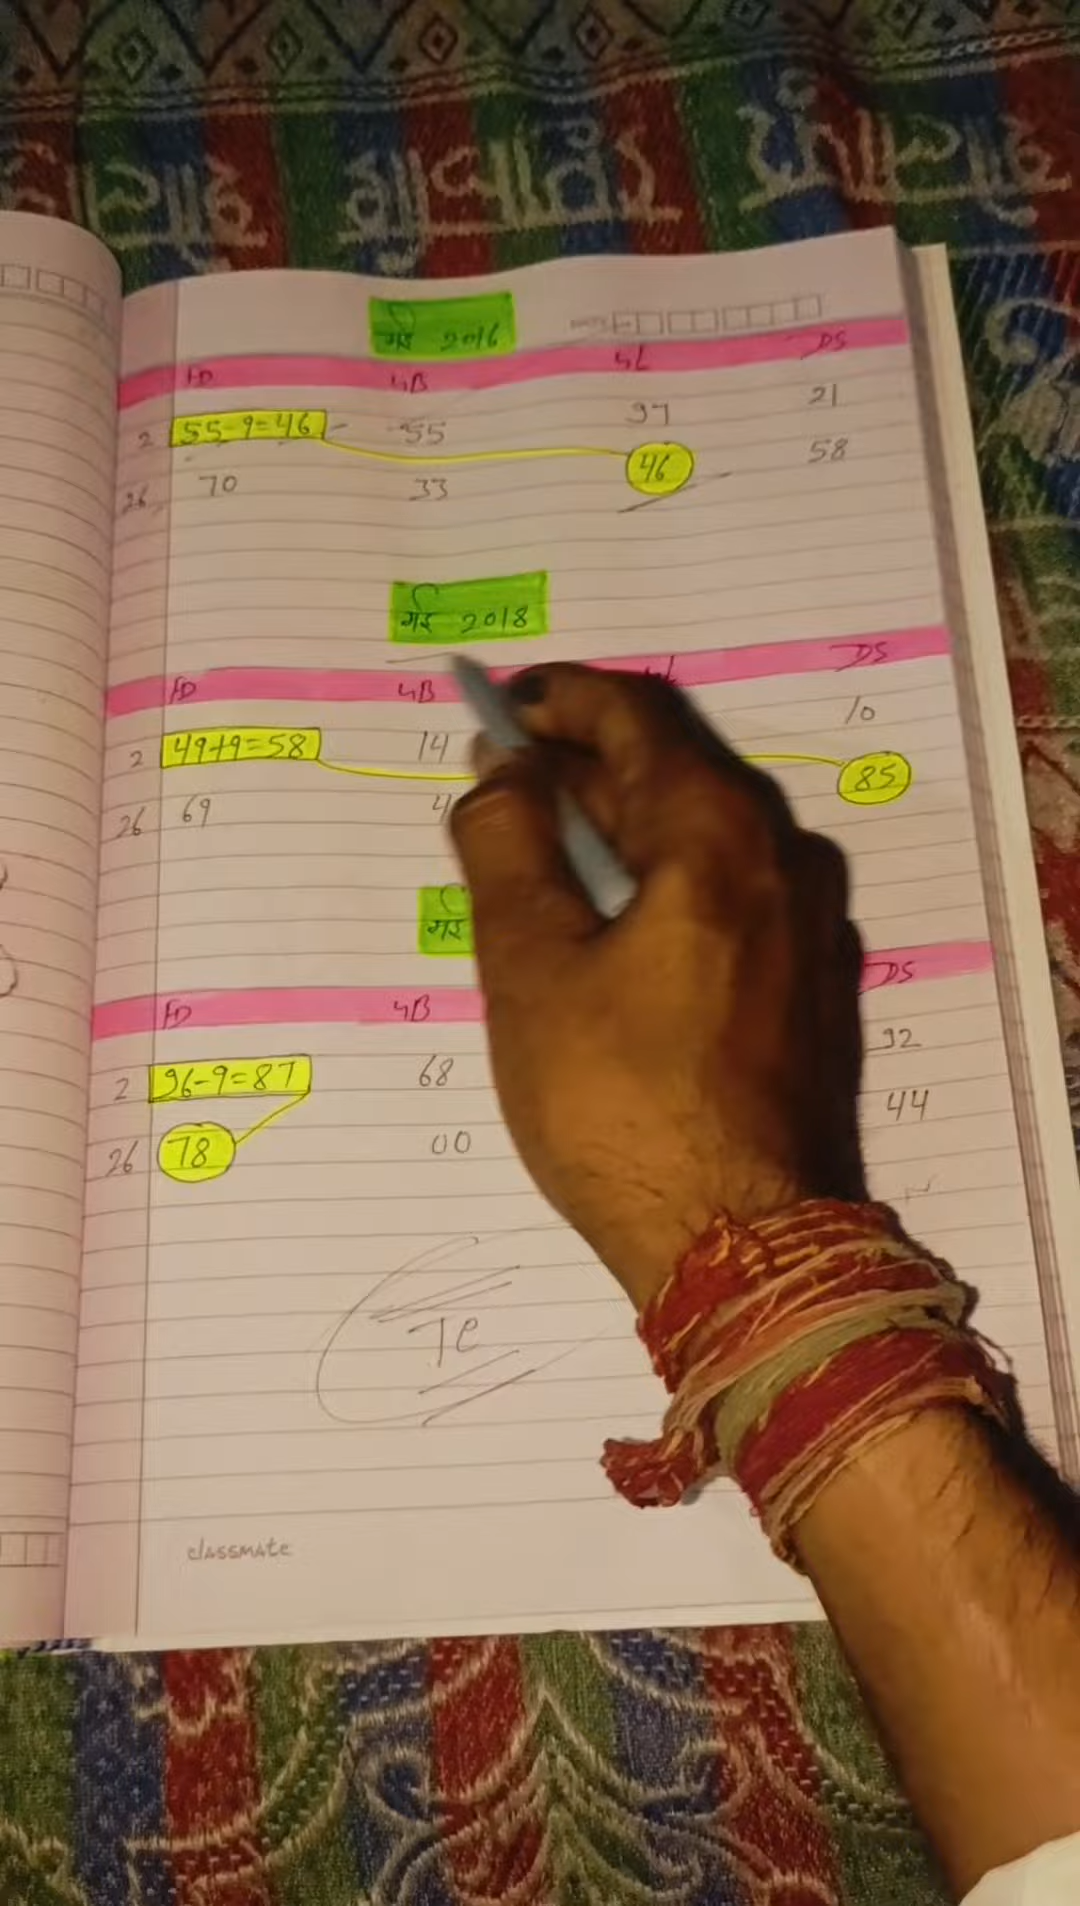 मई 2016
FD GB GL DS
2 55-9=46 55 97 21
26 70 33 46 58
मई 2018
FD GB DS
2 49+9=58 14 10
85
26 69 4
मई
FD GB DS
2 96-9=87 68 92
26 78 00 44
classmate